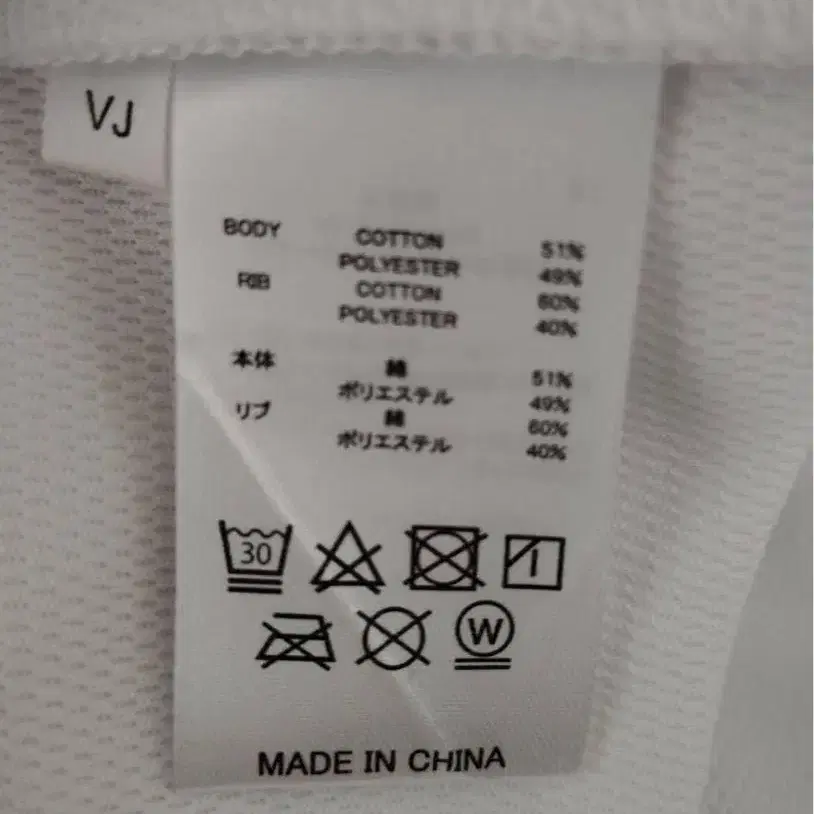 VJ
BODY COTTON 51%
POLYESTER 49%
RIB COTTON 60%
POLYESTER 40%
本体 綿 51%
ポリエステル 49%
リブ 綿 60%
ポリエステル 40%
30
W
MADE IN CHINA